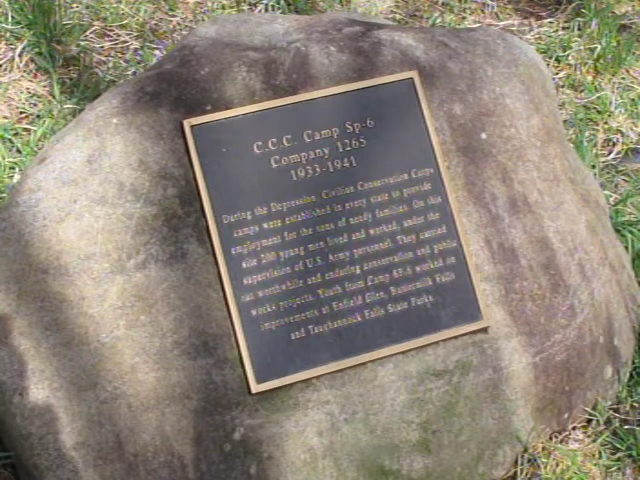 C.C.C. Camp Sp-6
Company 1265
1933-1941
During the Depression, Civilian Conservation Corps
camps were established in every state to provide
employment for the sons of needy families. On this
site 200 young men lived and worked, under the
supervision of U.S. Army personnel. They carried
out worthwhile and enduring conservation and public
works projects. Youth from Camp SP-6 worked on
improvements at Enfield Glen, Buttermilk Falls
and Taughannock Falls State Parks.